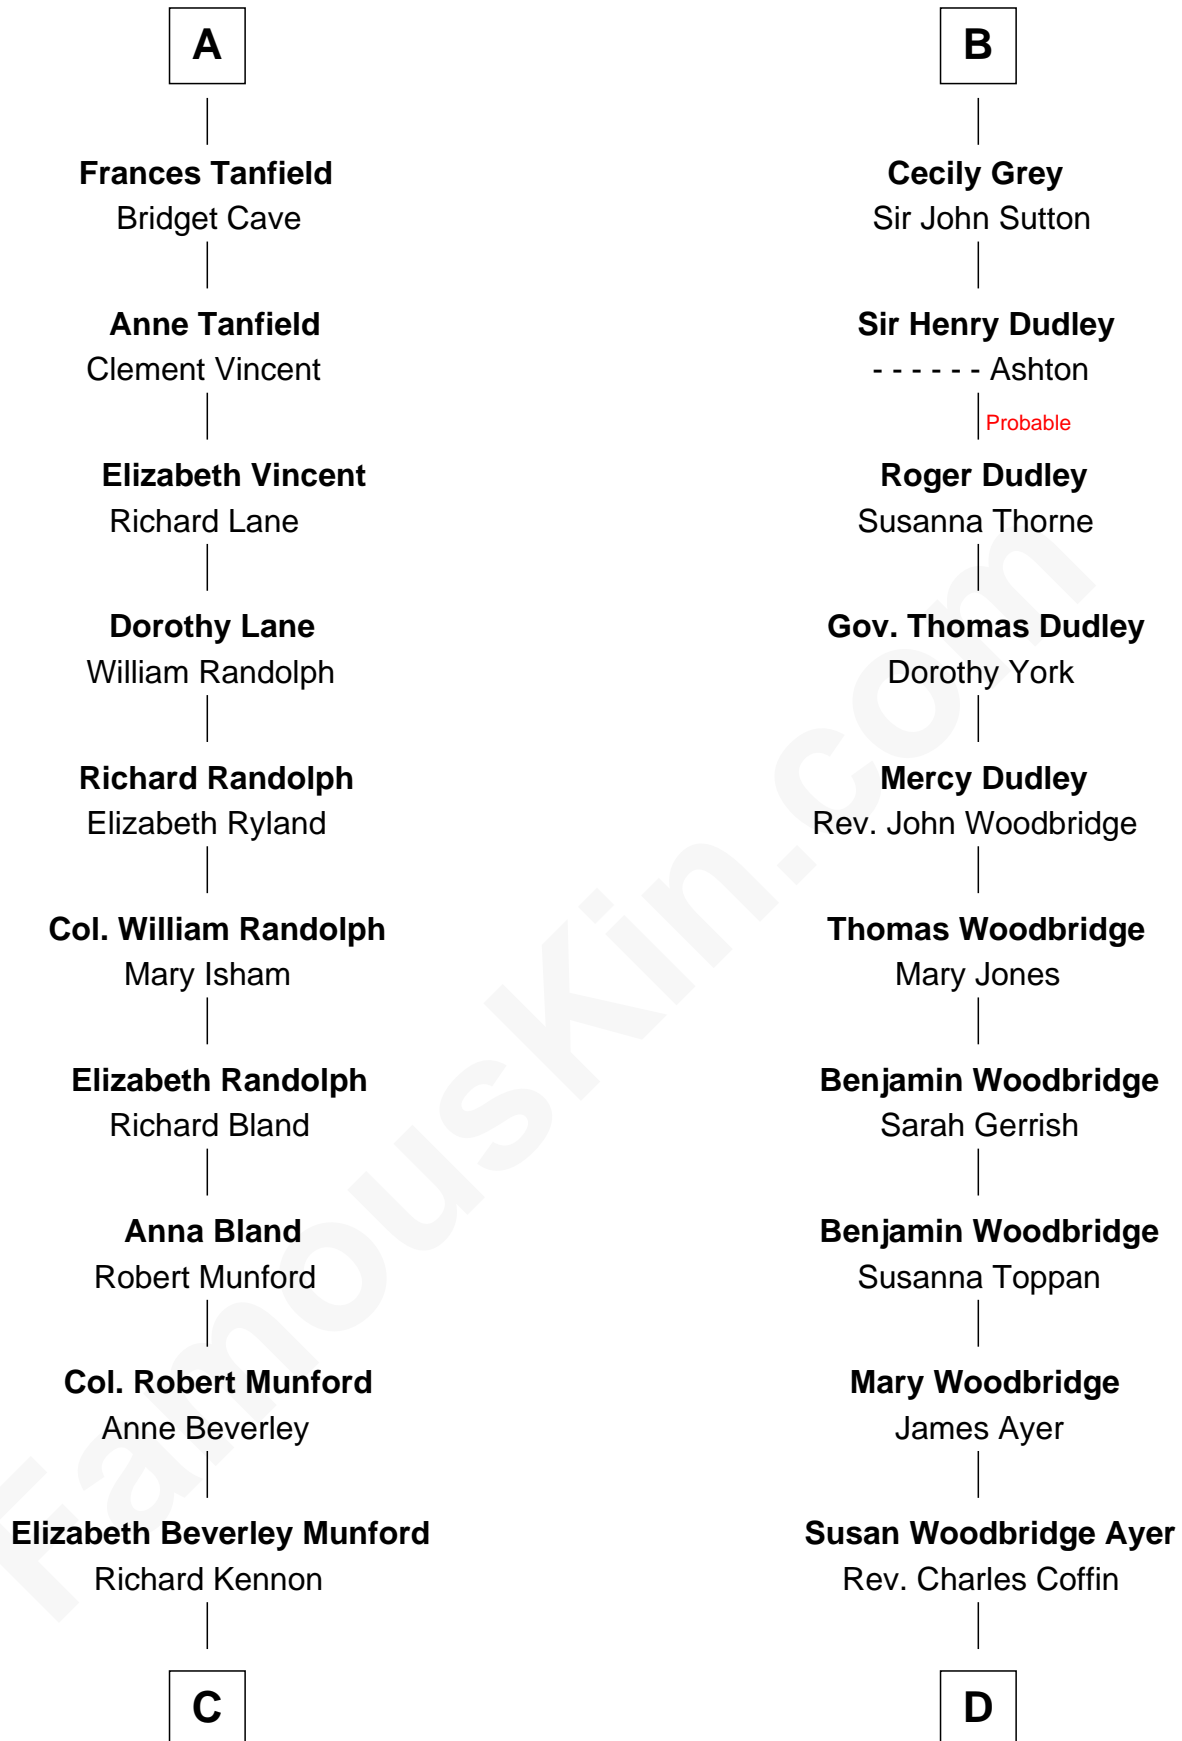 A
Frances Tanfield
Bridget Cave
Anne Tanfield
Clement Vincent
Elizabeth Vincent
Richard Lane
Dorothy Lane
William Randolph
Richard Randolph
Elizabeth Ryland
Col. William Randolph
Mary Isham
Elizabeth Randolph
Richard Bland
Anna Bland
Robert Munford
Col. Robert Munford
Anne Beverley
Elizabeth Beverley Munford
Richard Kennon
C
B
Cecily Grey
Sir John Sutton
Sir Henry Dudley
- - - - - - Ashton
Probable
Roger Dudley
Susanna Thorne
Gov. Thomas Dudley
Dorothy York
Mercy Dudley
Rev. John Woodbridge
Thomas Woodbridge
Mary Jones
Benjamin Woodbridge
Sarah Gerrish
Benjamin Woodbridge
Susanna Toppan
Mary Woodbridge
James Ayer
Susan Woodbridge Ayer
Rev. Charles Coffin
D
FamousKin.com